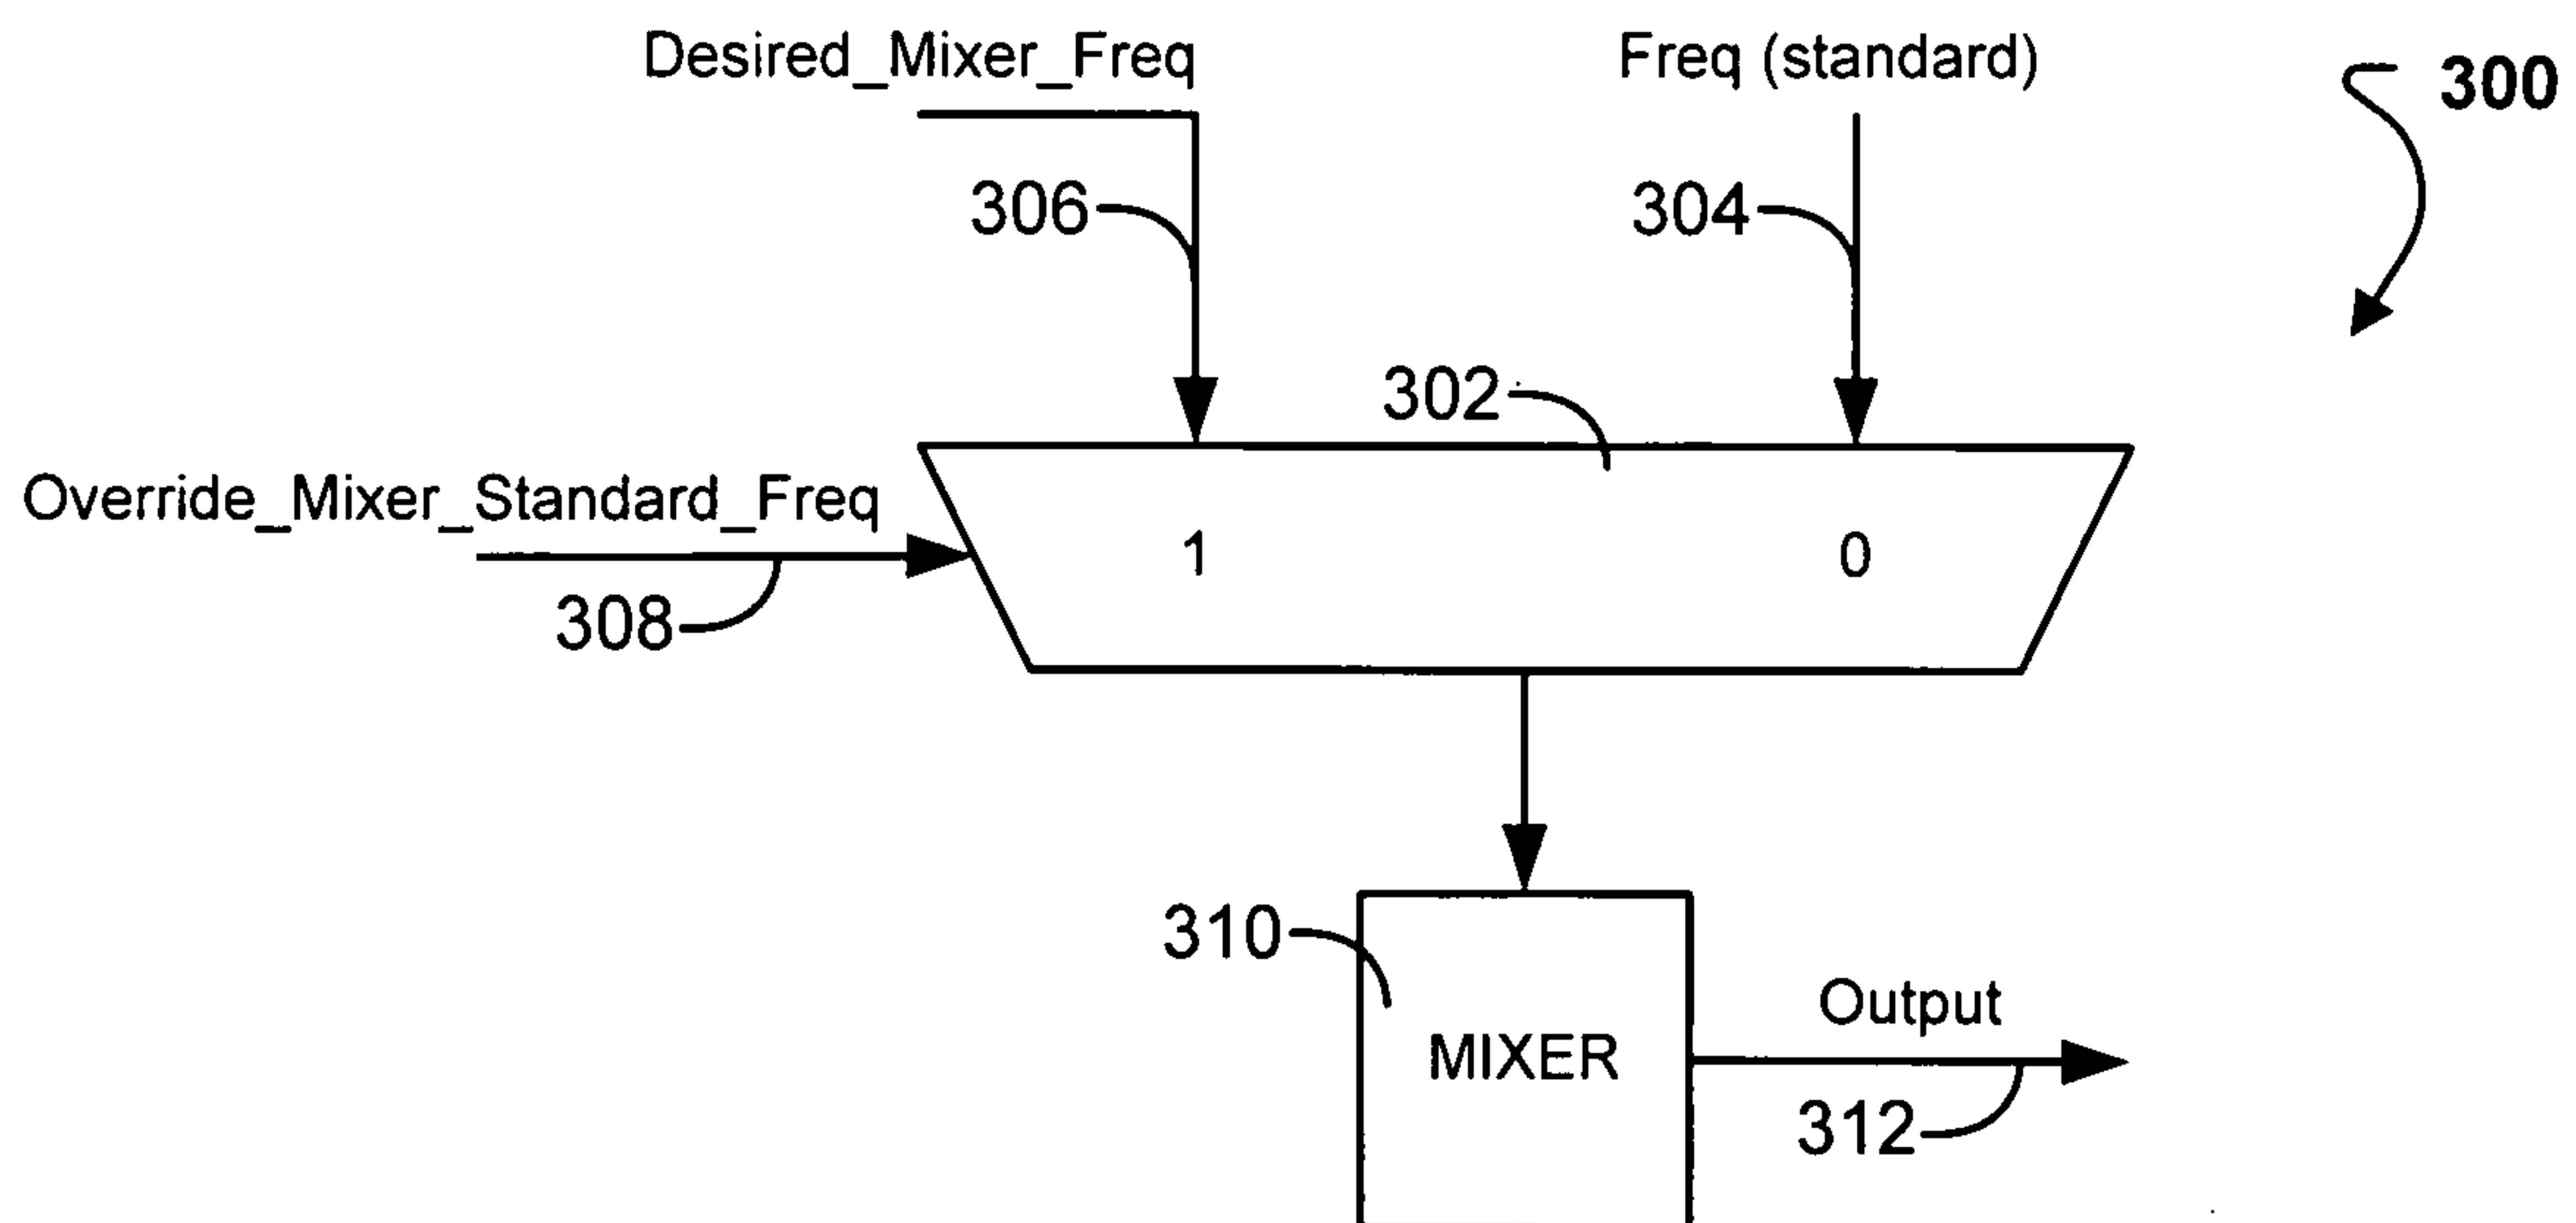 Desired_Mixer_Freq
Freq (standard)
300
306
304
302
Override_Mixer_Standard_Freq
1
0
308
310
Output
MIXER
312